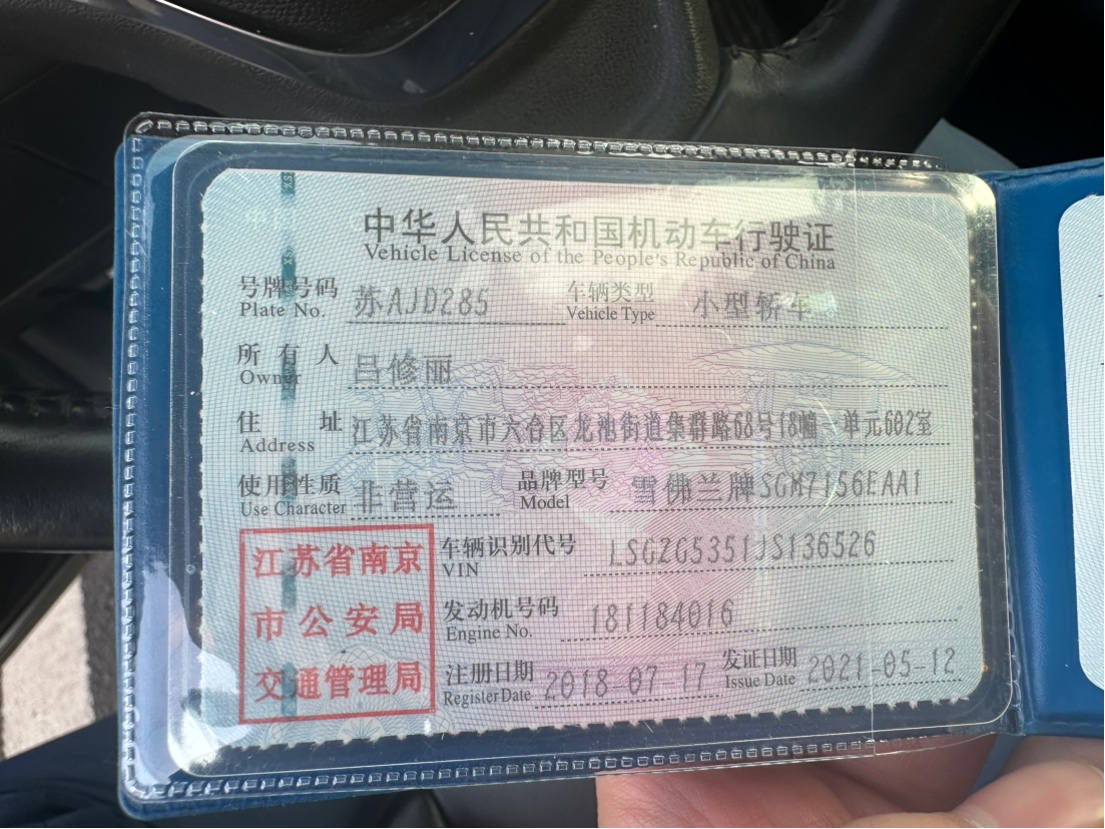 中华人民共和国机动车行驶证
Vehicle License of the People's Republic of China
号牌号码 苏AJD285 车辆类型 小型轿车
Plate No. Vehicle Type
所有人 吕修丽
Owner
住址 江苏省南京市六合区龙池街道集群路68号18幢一单元602室
Address
使用性质 非营运 品牌型号 雪佛兰牌SGM7156EAA1
Use Character Model
江苏省南京
市公安局
交通管理局
车辆识别代号 LSGZG5351JS136526
VIN
发动机号码 181184016
Engine No.
注册日期 2018-07-17 发证日期 2021-05-12
Register Date Issue Date